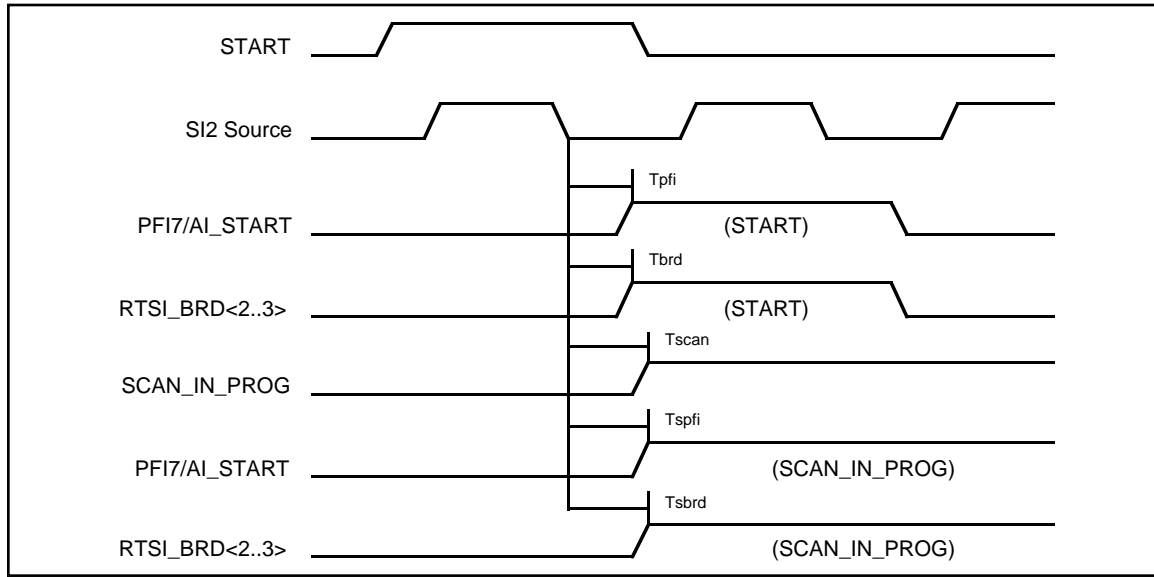 START
SI2 Source
Tpfi
PFI7/AI_START
(START)
Tbrd
RTSI_BRD<2..3>
(START)
Tscan
SCAN_IN_PROG
Tspfi
PFI7/AI_START
(SCAN_IN_PROG)
Tsbrd
RTSI_BRD<2..3>
(SCAN_IN_PROG)